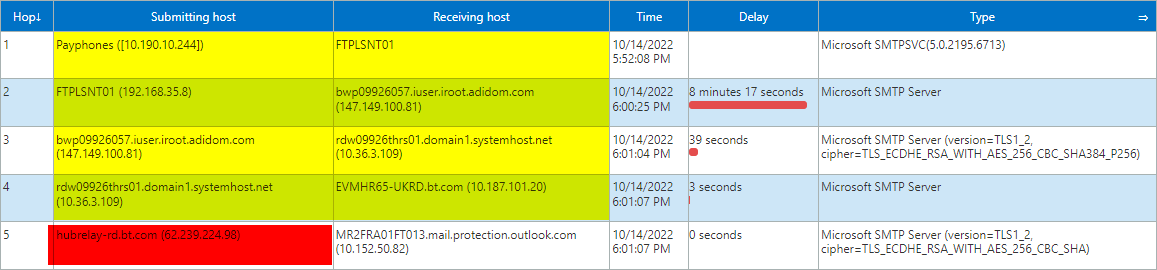 Hop↓ Submitting host Receiving host Time Delay Type ⇒
1 Payphones ([10.190.10.244]) FTPLSNT01 10/14/2022 Microsoft SMTPSVC(5.0.2195.6713)
5:52:08 PM
2 FTPLSNT01 (192.168.35.8) bwp09926057.iuser.iroot.adidom.com 10/14/2022 8 minutes 17 seconds Microsoft SMTP Server
(147.149.100.81) 6:00:25 PM
3 bwp09926057.iuser.iroot.adidom.com rdw09926thrs01.domain1.systemhost.net 10/14/2022 39 seconds Microsoft SMTP Server (version=TLS1_2,
(147.149.100.81) (10.36.3.109) 6:01:04 PM cipher=TLS_ECDHE_RSA_WITH_AES_256_CBC_SHA384_P256)
4 rdw09926thrs01.domain1.systemhost.net EVMHR65-UKRD.bt.com (10.187.101.20) 10/14/2022 3 seconds Microsoft SMTP Server
(10.36.3.109) 6:01:07 PM
5 hubrelay-rd.bt.com (62.239.224.98) MR2FRA01FT013.mail.protection.outlook.com 10/14/2022 0 seconds Microsoft SMTP Server (version=TLS1_2,
(10.152.50.82) 6:01:07 PM cipher=TLS_ECDHE_RSA_WITH_AES_256_CBC_SHA)